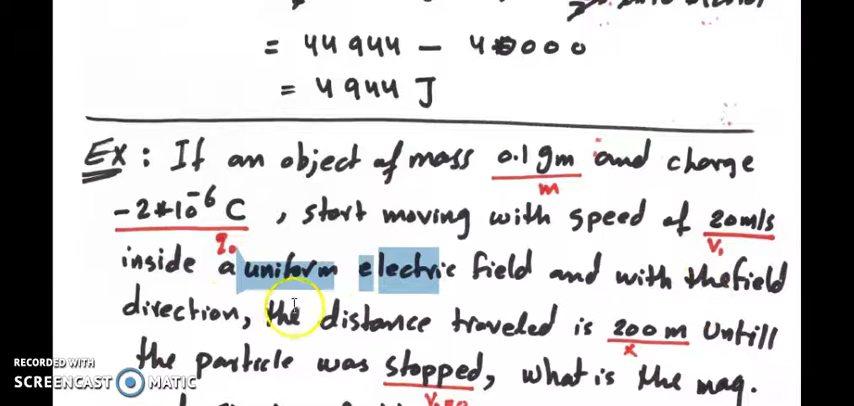 = 44944 – 40000
= 4944 J
Ex : If an object of mass 0.1 gm and charge
m
-2*10^-6 C , start moving with speed of 20m/s
q₀ V₁
inside a uniform electric field and with the field
direction, the distance traveled is 200 m Untill
x
the particle was stopped, what is the mag.
RECORDED WITH
SCREENCAST MATIC